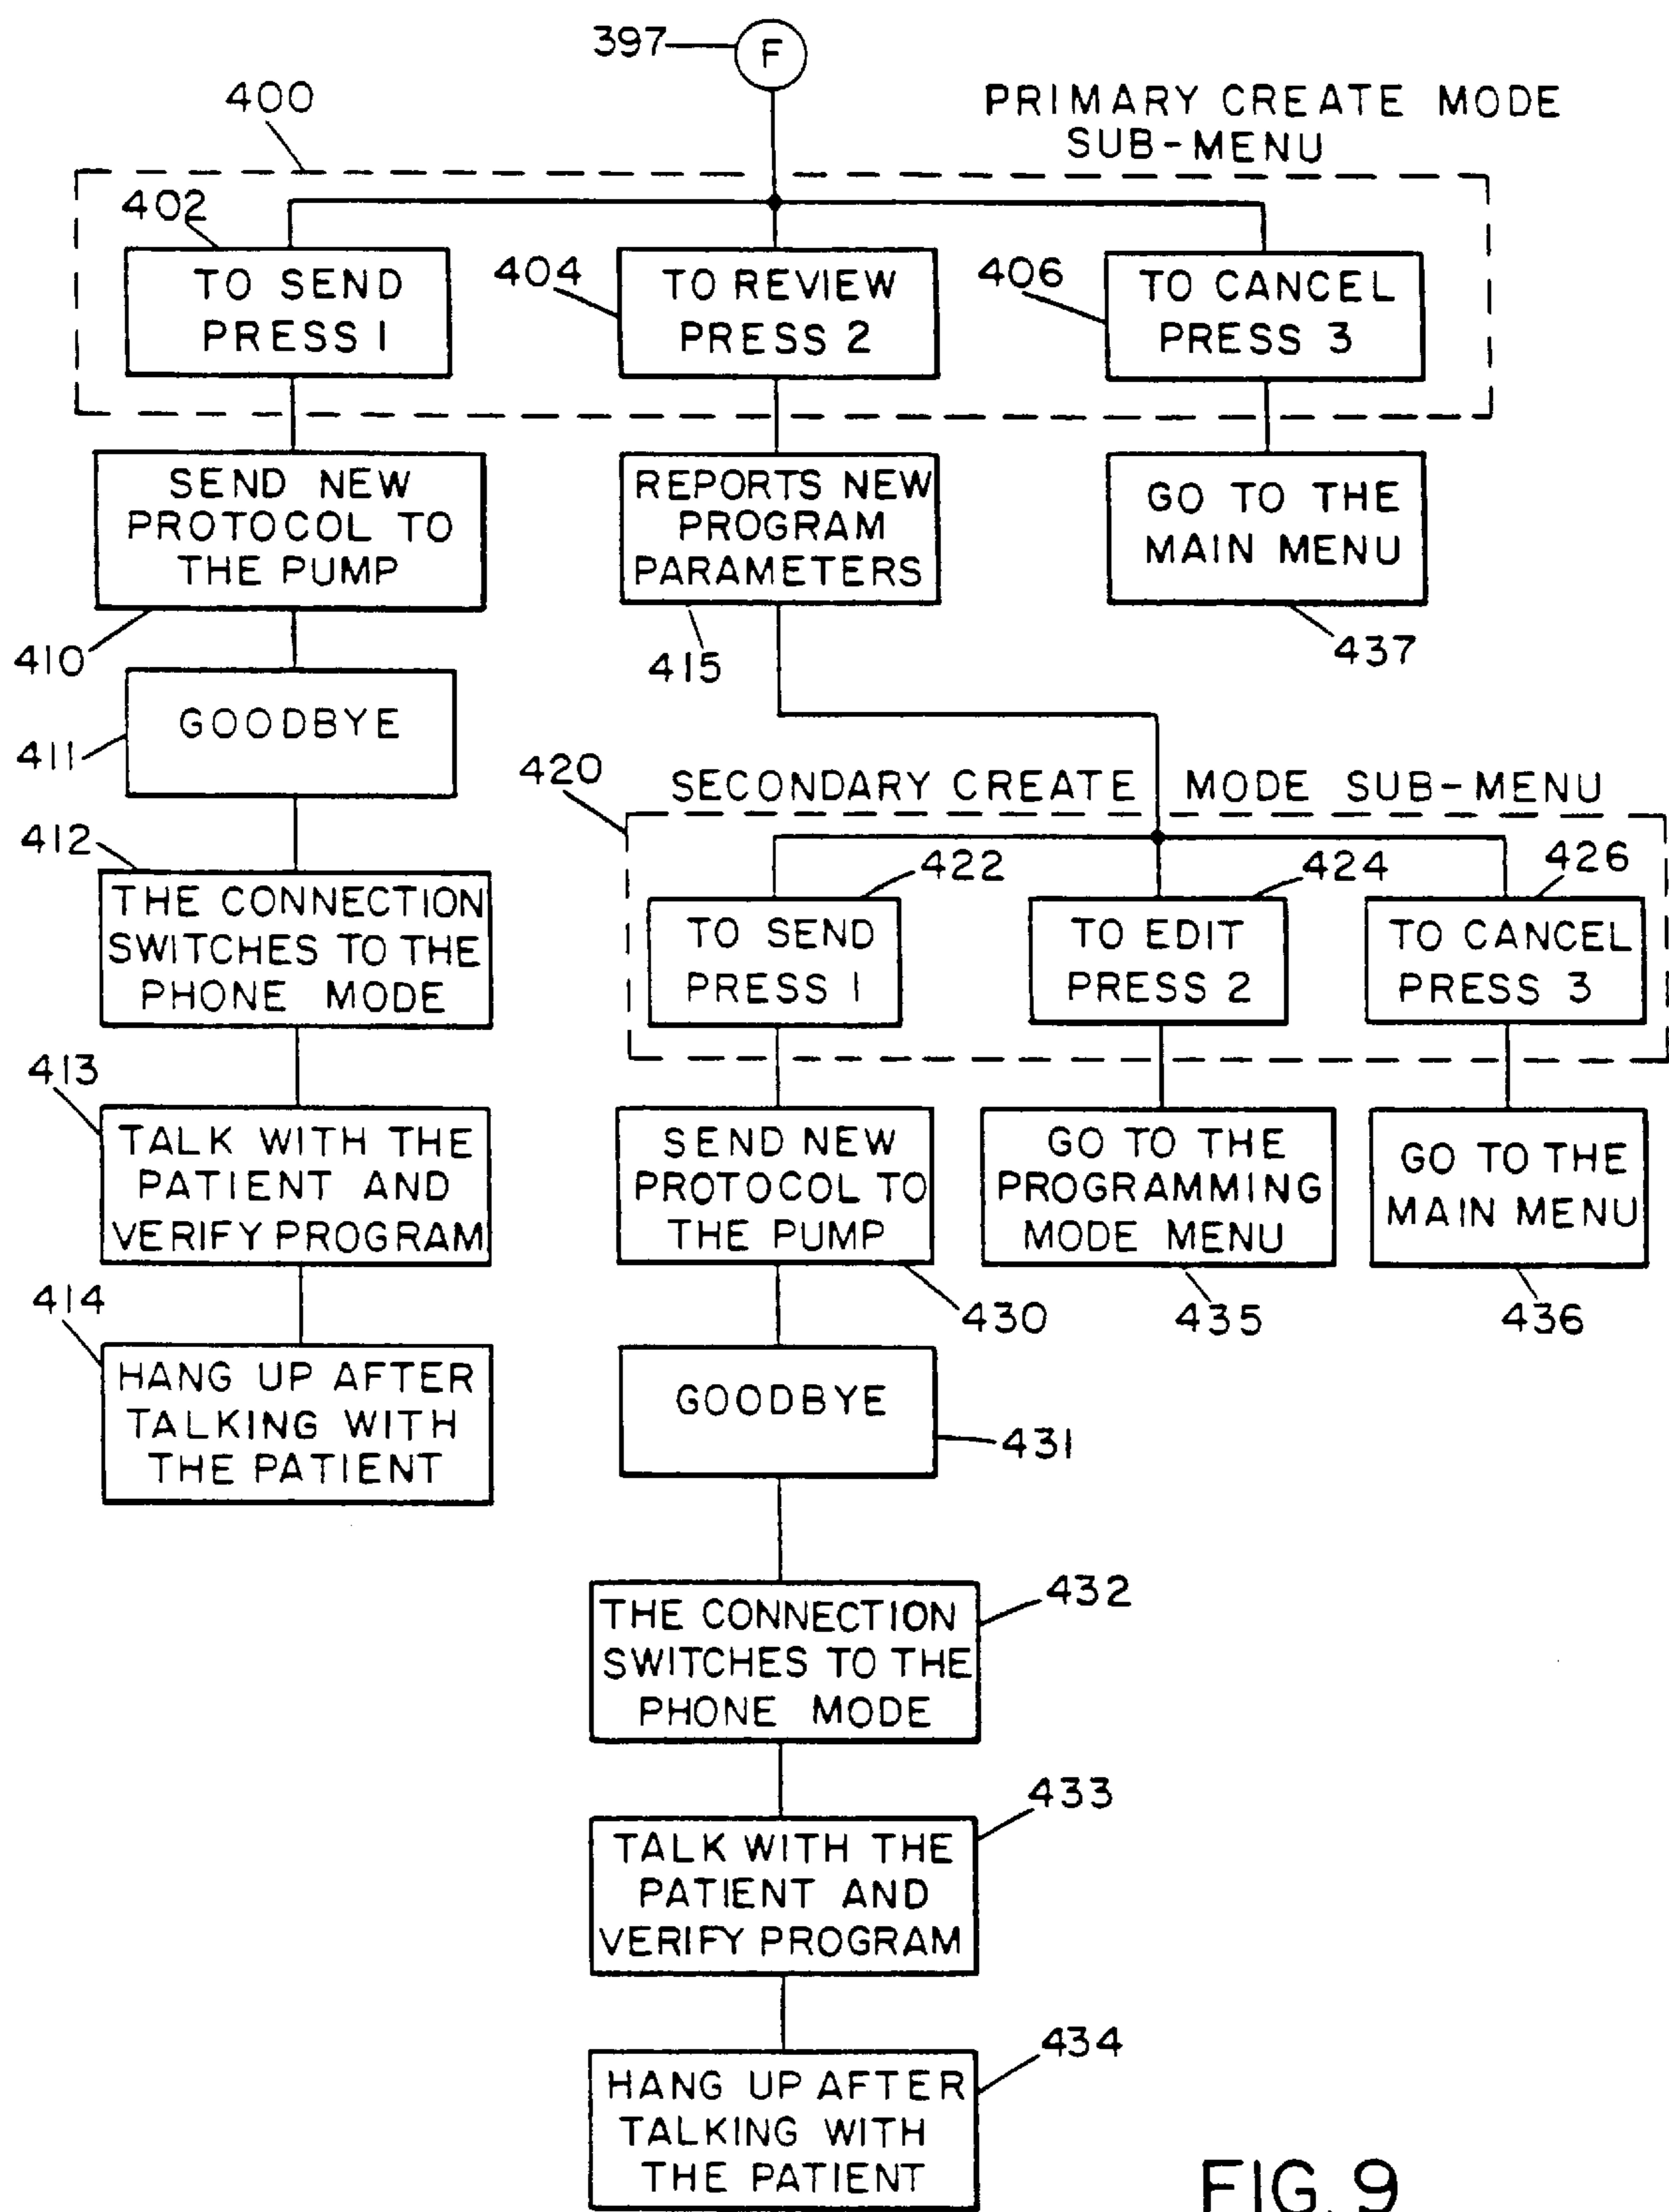 397
F
400
PRIMARY CREATE MODE
SUB-MENU
402
TO SEND
PRESS 1
404
TO REVIEW
PRESS 2
406
TO CANCEL
PRESS 3
SEND NEW
PROTOCOL TO
THE PUMP
410
REPORTS NEW
PROGRAM
PARAMETERS
415
GO TO THE
MAIN MENU
437
GOODBYE
411
412
THE CONNECTION
SWITCHES TO THE
PHONE MODE
413
TALK WITH THE
PATIENT AND
VERIFY PROGRAM
414
HANG UP AFTER
TALKING WITH
THE PATIENT
420
SECONDARY CREATE MODE SUB-MENU
422
TO SEND
PRESS 1
424
TO EDIT
PRESS 2
426
TO CANCEL
PRESS 3
SEND NEW
PROTOCOL TO
THE PUMP
430
GO TO THE
PROGRAMMING
MODE MENU
435
GO TO THE
MAIN MENU
436
GOODBYE
431
THE CONNECTION
SWITCHES TO THE
PHONE MODE
432
TALK WITH THE
PATIENT AND
VERIFY PROGRAM
433
HANG UP AFTER
TALKING WITH
THE PATIENT
434
FIG. 9